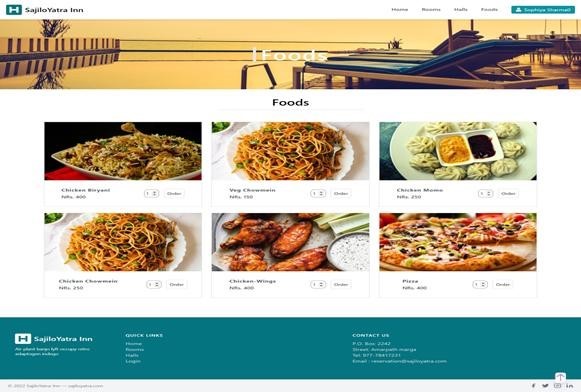 SajiloYatra Inn
Home Rooms Halls Foods Sophiya Sharma
Foods
Foods
Chicken Biryani
NRs. 400
1 Order
Veg Chowmein
NRs. 150
1 Order
Chicken Momo
NRs. 250
1 Order
Chicken Chowmein
NRs. 250
1 Order
Chicken-Wings
NRs. 400
1 Order
Pizza
NRs. 400
1 Order
SajiloYatra Inn
Air plant banjo lyft occupy retro
adaptogen indego
QUICK LINKS
Home
Rooms
Halls
Login
CONTACT US
P.O. Box: 2242
Street: Amarpath marga
Tel: 977-78417231
Email : reservation@sajiloyatra.com
© 2022 SajiloYatra Inn — sajiloyatra.com